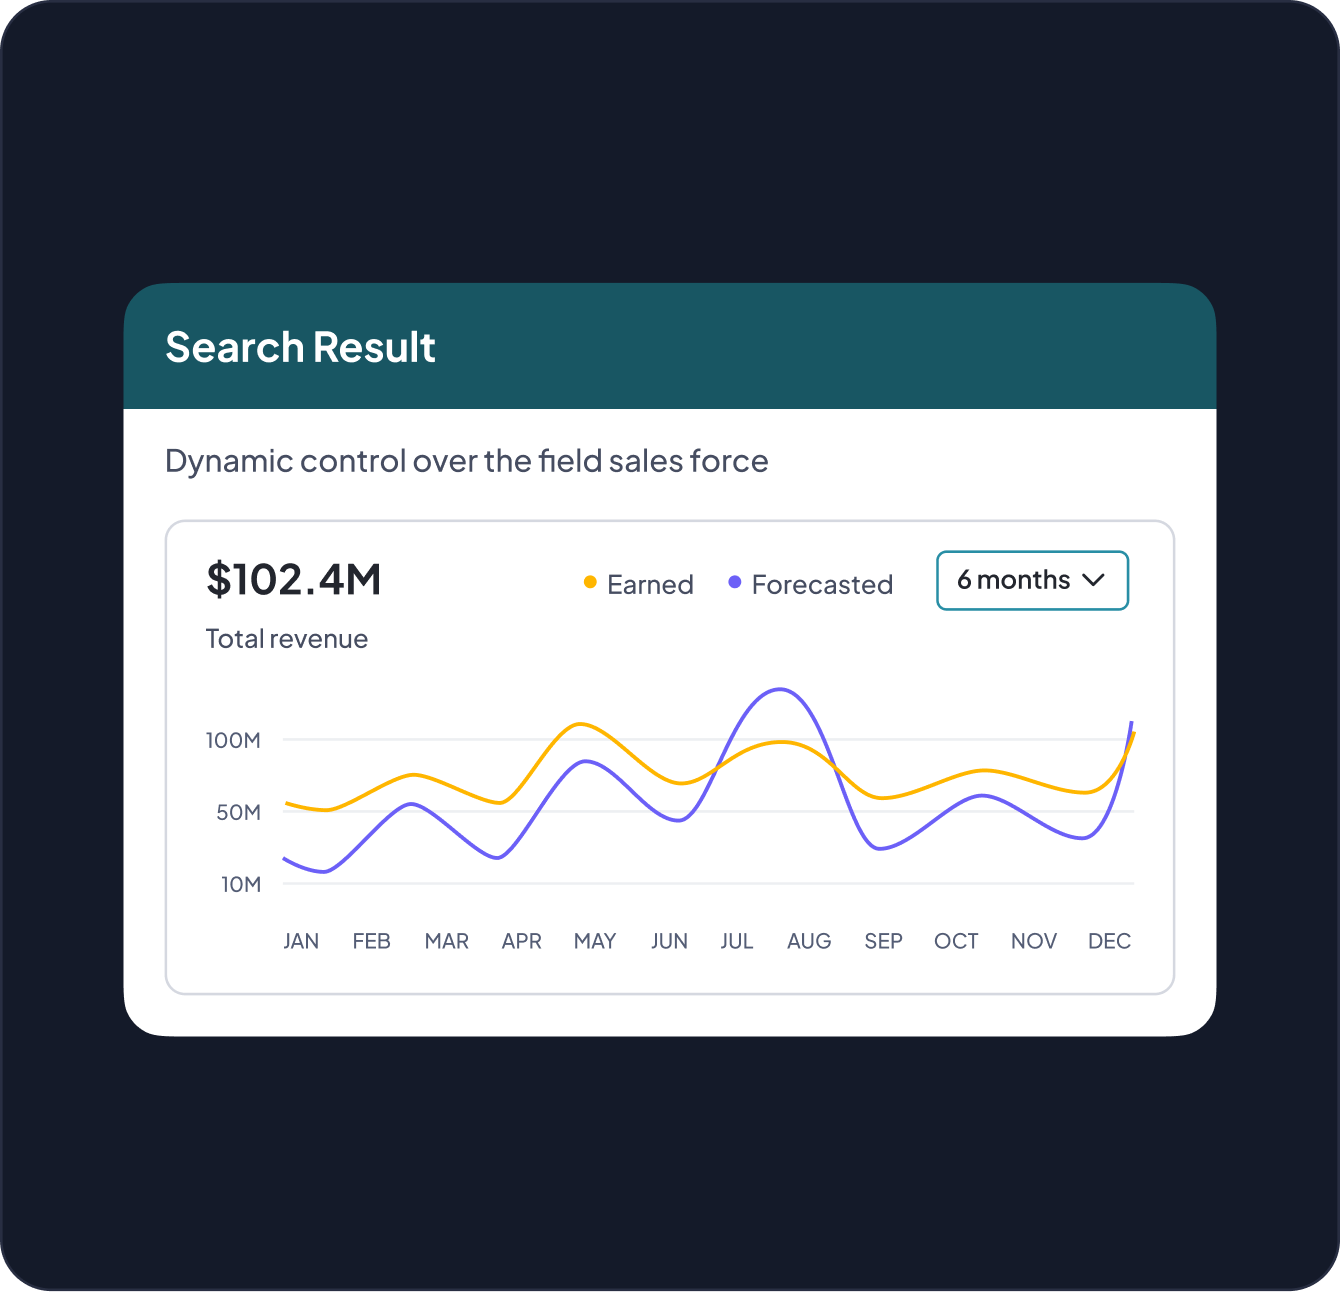 Search Result
Dynamic control over the field sales force
$102.4M
Earned
Forecasted
6 months
Total revenue
100M
50M
10M
JAN FEB MAR APR MAY JUN JUL AUG SEP OCT NOV DEC